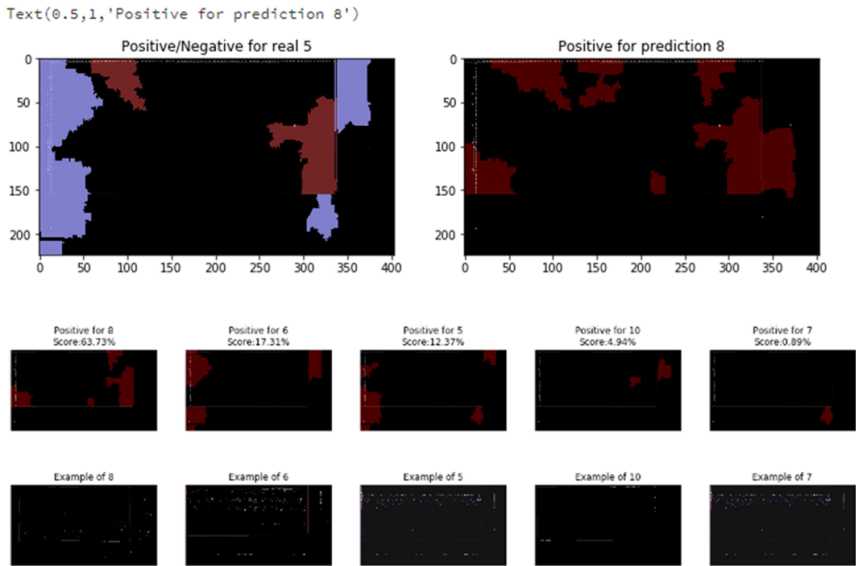 Text(0.5,1,'Positive for prediction 8')
Positive/Negative for real 5
Positive for prediction 8
0
50
100
150
200
0 50 100 150 200 250 300 350 400
0
50
100
150
200
0 50 100 150 200 250 300 350 400
Positive for 8
Score:63.73%
Positive for 6
Score:17.31%
Positive for 5
Score:12.37%
Positive for 10
Score:4.94%
Positive for 7
Score:0.89%
Example of 8
Example of 6
Example of 5
Example of 10
Example of 7